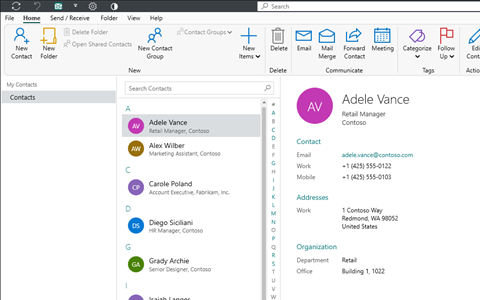 Search
File
Home
Send / Receive
Folder
View
Help
New Contact
New Folder
Delete Folder
Open Shared Contacts
New Contact Group
Contact Groups
New Items
Delete
Email
Mail Merge
Forward Contact
Meeting
Categorize
Follow Up
New
Delete
Communicate
Tags
My Contacts
Contacts
Search Contacts
A
AV
Adele Vance
Retail Manager, Contoso
AW
Alex Wilber
Marketing Assistant, Contoso
C
CP
Carole Poland
Account Executive, Fabrikam, Inc.
D
DS
Diego Siciliani
HR Manager, Contoso
G
GA
Grady Archie
Senior Designer, Contoso
I
Isaiah Langer
#
A
B
C
D
E
F
G
H
I
J
K
L
M
N
O
P
Q
R
S
T
U
V
AV
Adele Vance
Retail Manager
Contoso
Contact
Email adele.vance@contoso.com
Work +1 (425) 555-0122
Mobile +1 (425) 555-0103
Addresses
Work 1 Contoso Way
Redmond, WA 98052
United States
Organization
Department Retail
Office Building 1, 1022